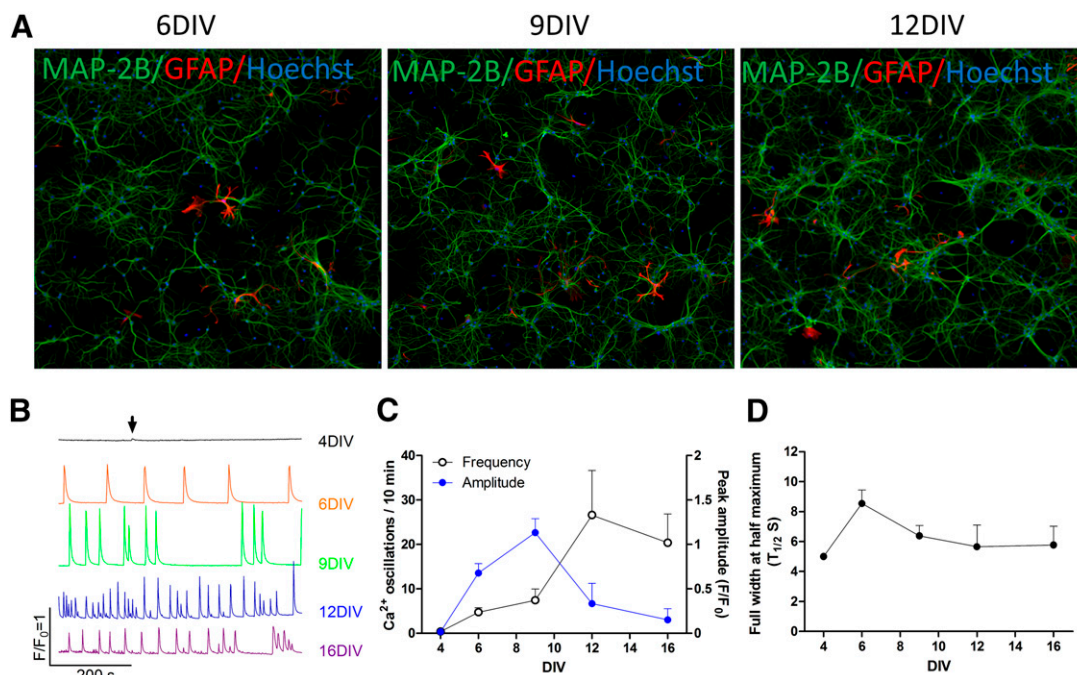 A
6DIV
9DIV
12DIV
MAP-2B/GFAP/Hoechst
MAP-2B/GFAP/Hoechst
MAP-2B/GFAP/Hoechst
B
4DIV
6DIV
9DIV
12DIV
16DIV
F/F₀=1
200 s
C
Frequency
Amplitude
Ca²⁺ oscillations / 10 min
40
30
20
10
0
2
1.5
1
0.5
0
Peak amplitude (F/F₀)
4 6 8 10 12 14 16
DIV
D
Full width at half maximum
(T₁/₂ S)
12
10
8
6
4
2
0
4 6 8 10 12 14 16
DIV